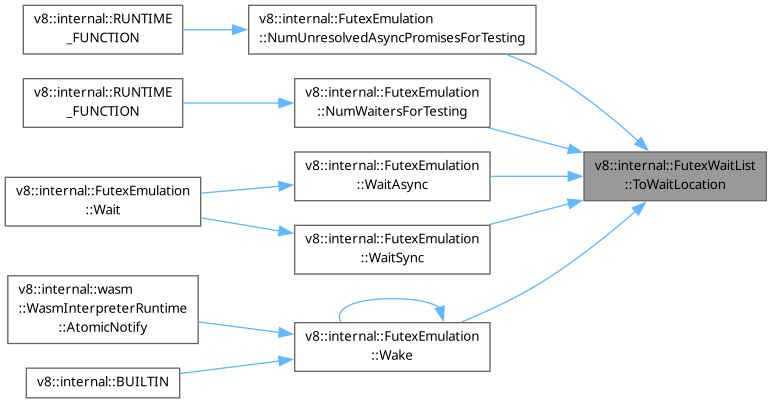 v8::internal::RUNTIME
_FUNCTION
v8::internal::FutexEmulation
::NumUnresolvedAsyncPromisesForTesting
v8::internal::RUNTIME
_FUNCTION
v8::internal::FutexEmulation
::NumWaitersForTesting
v8::internal::FutexEmulation
::Wait
v8::internal::FutexEmulation
::WaitAsync
v8::internal::FutexWaitList
::ToWaitLocation
v8::internal::FutexEmulation
::WaitSync
v8::internal::wasm
::WasmInterpreterRuntime
::AtomicNotify
v8::internal::FutexEmulation
::Wake
v8::internal::BUILTIN